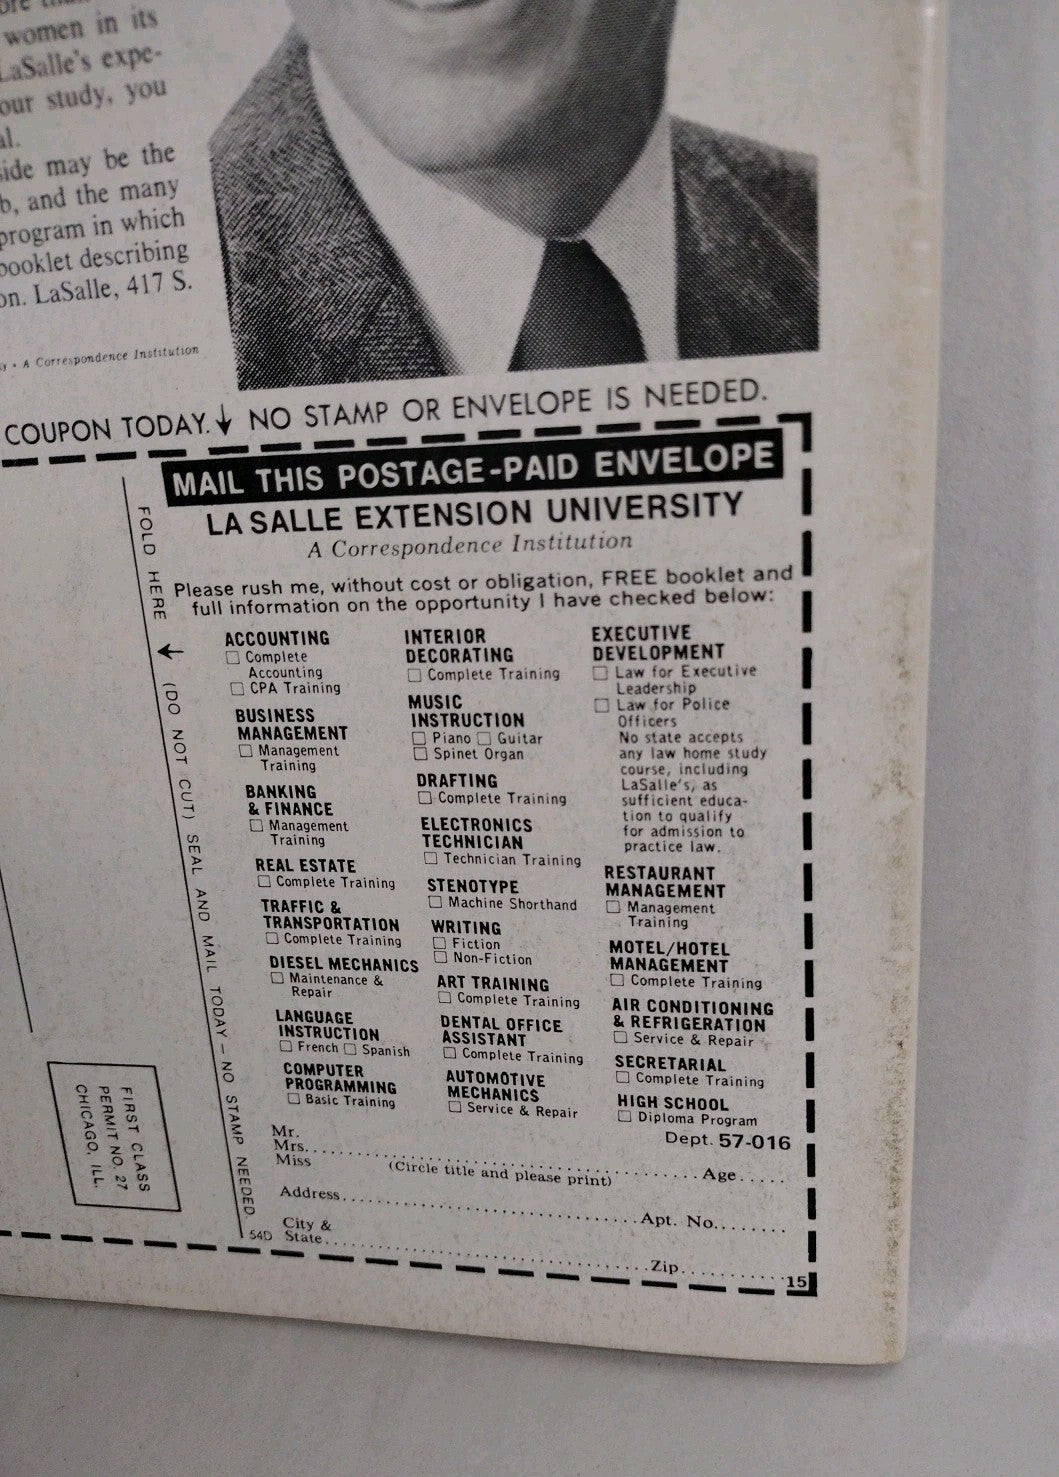 women in its
LaSalle's expe-
our study, you
al.
side may be the
b, and the many
program in which
booklet describing
on. LaSalle, 417 S.
• A Correspondence Institution
COUPON TODAY. ↓ NO STAMP OR ENVELOPE IS NEEDED.
FOLD HERE ↓ (DO NOT CUT) SEAL AND MAIL TODAY – NO STAMP NEEDED
MAIL THIS POSTAGE-PAID ENVELOPE
LA SALLE EXTENSION UNIVERSITY
A Correspondence Institution
Please rush me, without cost or obligation, FREE booklet and
full information on the opportunity I have checked below:
ACCOUNTING
☐ Complete
Accounting
☐ CPA Training
BUSINESS
MANAGEMENT
☐ Management
Training
BANKING
& FINANCE
☐ Management
Training
REAL ESTATE
☐ Complete Training
TRAFFIC &
TRANSPORTATION
☐ Complete Training
DIESEL MECHANICS
☐ Maintenance &
Repair
LANGUAGE
INSTRUCTION
☐ French ☐ Spanish
COMPUTER
PROGRAMMING
☐ Basic Training
INTERIOR
DECORATING
☐ Complete Training
MUSIC
INSTRUCTION
☐ Piano ☐ Guitar
☐ Spinet Organ
DRAFTING
☐ Complete Training
ELECTRONICS
TECHNICIAN
☐ Technician Training
STENOTYPE
☐ Machine Shorthand
WRITING
☐ Fiction
☐ Non-Fiction
ART TRAINING
☐ Complete Training
DENTAL OFFICE
ASSISTANT
☐ Complete Training
AUTOMOTIVE
MECHANICS
☐ Service & Repair
EXECUTIVE
DEVELOPMENT
☐ Law for Executive
Leadership
☐ Law for Police
Officers
No state accepts
any law home study
course, including
LaSalle's, as
sufficient educa-
tion to qualify
for admission to
practice law.
RESTAURANT
MANAGEMENT
☐ Management
Training
MOTEL/HOTEL
MANAGEMENT
☐ Complete Training
AIR CONDITIONING
& REFRIGERATION
☐ Service & Repair
SECRETARIAL
☐ Complete Training
HIGH SCHOOL
☐ Diploma Program
Dept. 57-016
Mr.
Mrs. Age
Miss (Circle title and please print)
Address Apt. No.
City &
State Zip
54D
15
FIRST CLASS
PERMIT NO. 27
CHICAGO, ILL.